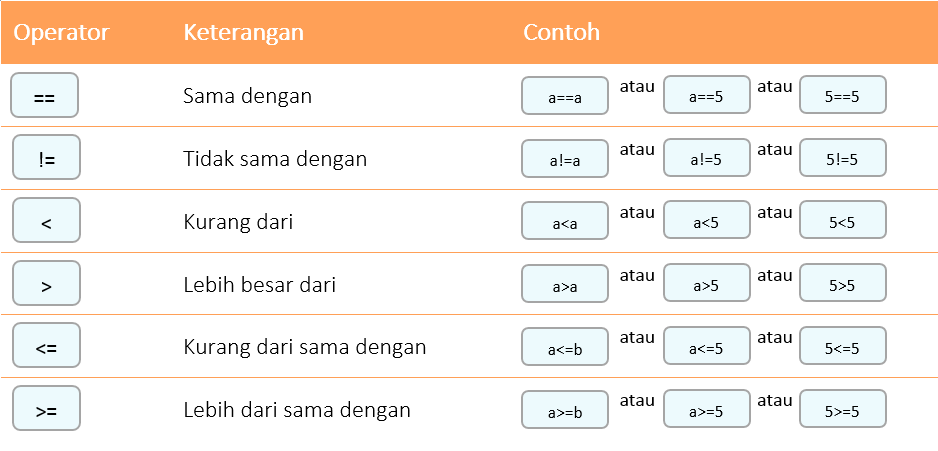 Operator Keterangan Contoh
== Sama dengan a==a atau a==5 atau 5==5
!= Tidak sama dengan a!=a atau a!=5 atau 5!=5
< Kurang dari a<a atau a<5 atau 5<5
> Lebih besar dari a>a atau a>5 atau 5>5
<= Kurang dari sama dengan a<=b atau a<=5 atau 5<=5
>= Lebih dari sama dengan a>=b atau a>=5 atau 5>=5